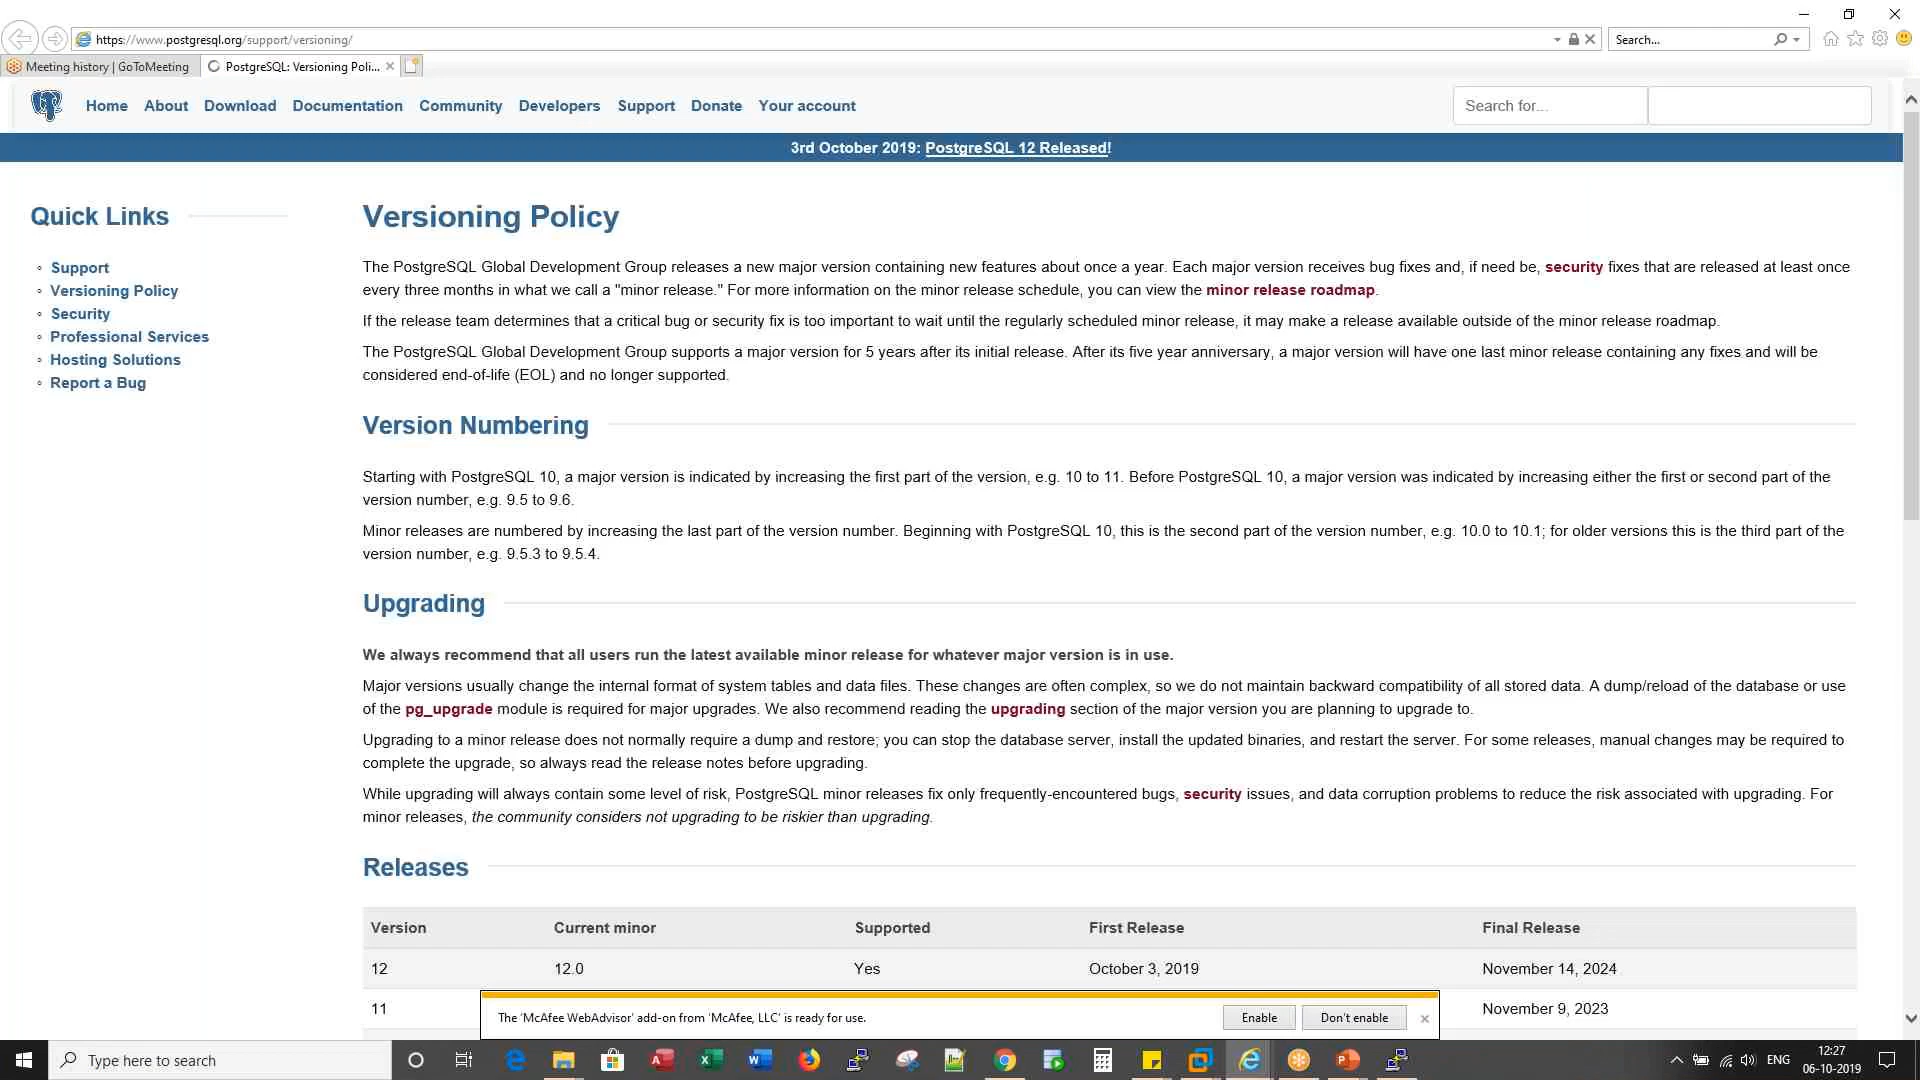 https://www.postgresql.org/support/versioning/
Search...
Meeting history | GoToMeeting
PostgreSQL: Versioning Poli...
Home About Download Documentation Community Developers Support Donate Your account
Search for...
3rd October 2019: PostgreSQL 12 Released!
Quick Links
Support
Versioning Policy
Security
Professional Services
Hosting Solutions
Report a Bug
Versioning Policy
The PostgreSQL Global Development Group releases a new major version containing new features about once a year. Each major version receives bug fixes and, if need be, security fixes that are released at least once
every three months in what we call a "minor release." For more information on the minor release schedule, you can view the minor release roadmap.
If the release team determines that a critical bug or security fix is too important to wait until the regularly scheduled minor release, it may make a release available outside of the minor release roadmap.
The PostgreSQL Global Development Group supports a major version for 5 years after its initial release. After its five year anniversary, a major version will have one last minor release containing any fixes and will be
considered end-of-life (EOL) and no longer supported.
Version Numbering
Starting with PostgreSQL 10, a major version is indicated by increasing the first part of the version, e.g. 10 to 11. Before PostgreSQL 10, a major version was indicated by increasing either the first or second part of the
version number, e.g. 9.5 to 9.6.
Minor releases are numbered by increasing the last part of the version number. Beginning with PostgreSQL 10, this is the second part of the version number, e.g. 10.0 to 10.1; for older versions this is the third part of the
version number, e.g. 9.5.3 to 9.5.4.
Upgrading
We always recommend that all users run the latest available minor release for whatever major version is in use.
Major versions usually change the internal format of system tables and data files. These changes are often complex, so we do not maintain backward compatibility of all stored data. A dump/reload of the database or use
of the pg_upgrade module is required for major upgrades. We also recommend reading the upgrading section of the major version you are planning to upgrade to.
Upgrading to a minor release does not normally require a dump and restore; you can stop the database server, install the updated binaries, and restart the server. For some releases, manual changes may be required to
complete the upgrade, so always read the release notes before upgrading.
While upgrading will always contain some level of risk, PostgreSQL minor releases fix only frequently-encountered bugs, security issues, and data corruption problems to reduce the risk associated with upgrading. For
minor releases, the community considers not upgrading to be riskier than upgrading.
Releases
Version Current minor Supported First Release Final Release
12 12.0 Yes October 3, 2019 November 14, 2024
11 November 9, 2023
The 'McAfee WebAdvisor' add-on from 'McAfee, LLC' is ready for use.
Enable Don't enable
Type here to search
ENG
12:27
06-10-2019